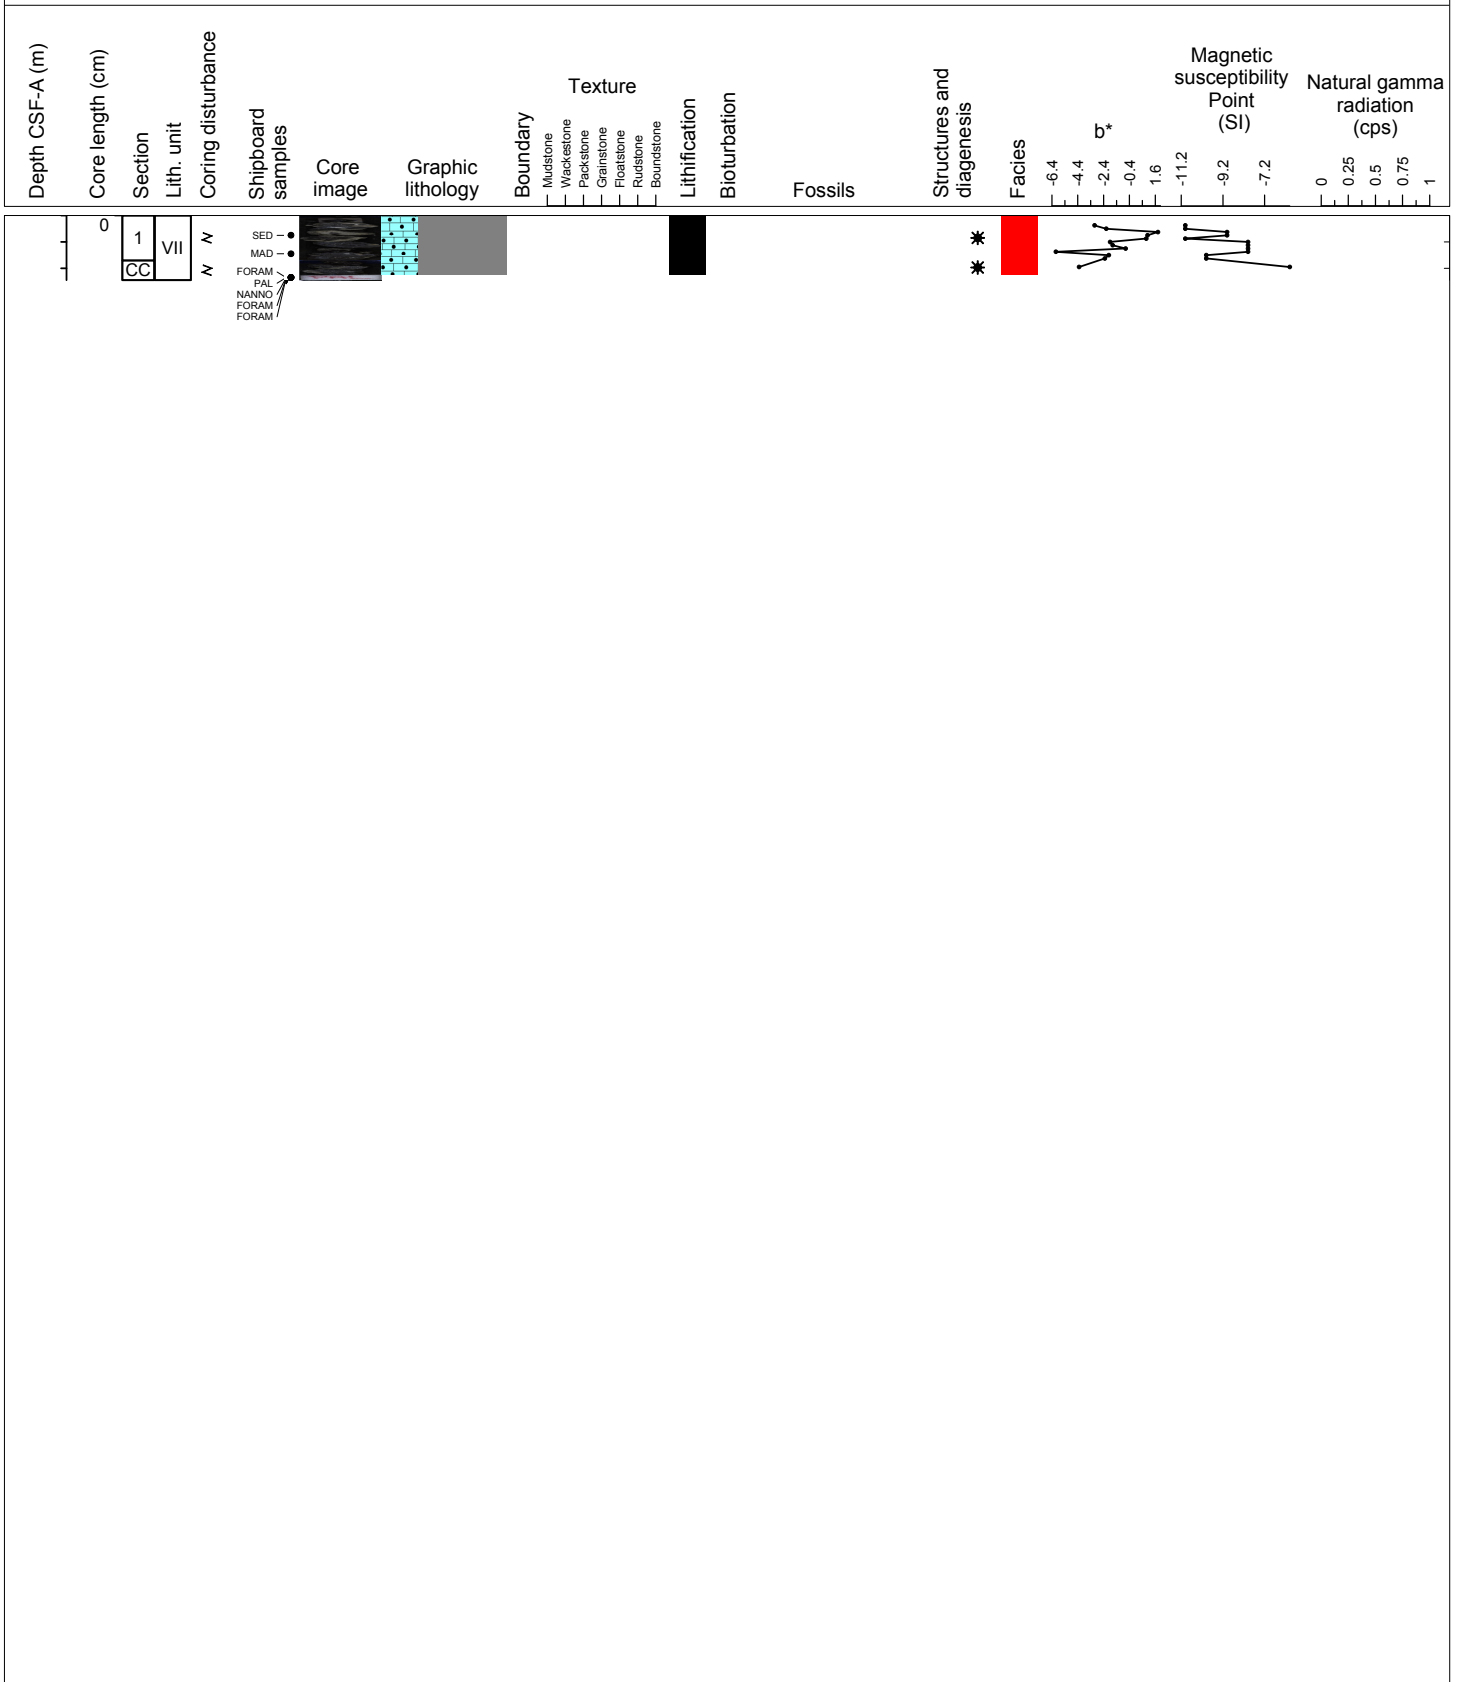 Depth CSF-A (m)
Core length (cm)
Section
Lith. unit
Coring disturbance
Shipboard
samples
Core
image
Graphic
lithology
Boundary
Texture
Mudstone
Wackestone
Packstone
Grainstone
Floatstone
Rudstone
Boundstone
Lithification
Bioturbation
Fossils
Structures and
diagenesis
Facies
b*
-6.4
-4.4
-2.4
-0.4
1.6
Magnetic
susceptibility
Point
(SI)
-11.2
-9.2
-7.2
Natural gamma
radiation
(cps)
0
0.25
0.5
0.75
1
0
1
CC
VII
SED
MAD
FORAM
PAL
NANNO
FORAM
FORAM